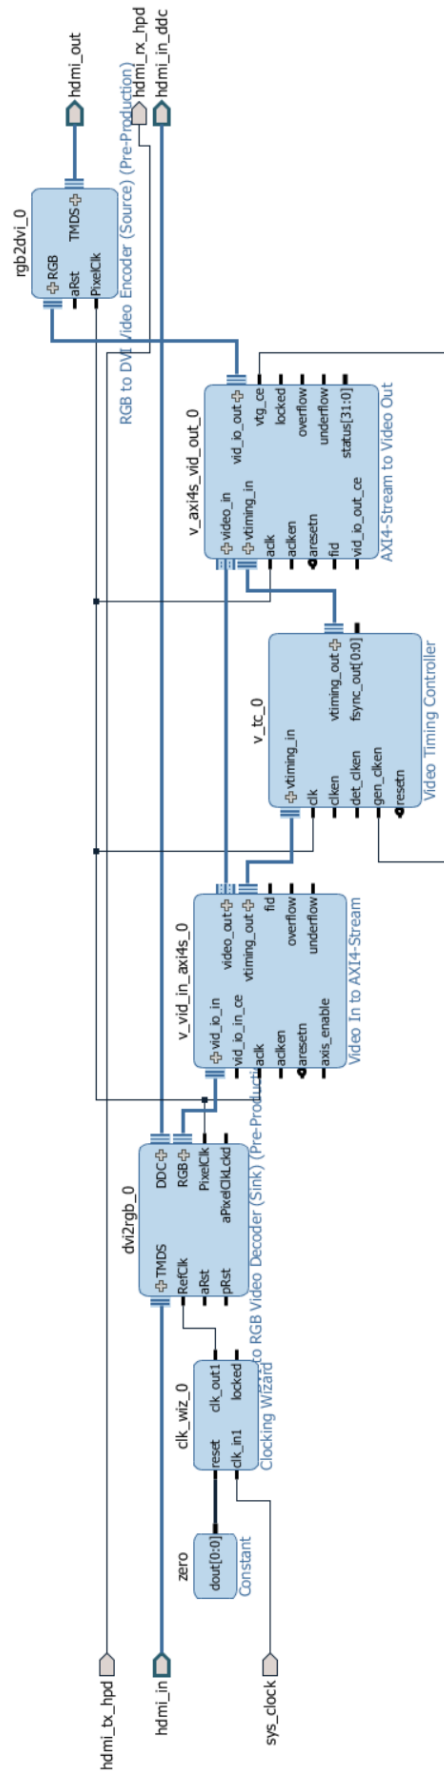 hdmi_tx_hpd
hdmi_in
sys_clock
zero
dout[0:0]
Constant
clk_wiz_0
reset
clk_in1
clk_out1
locked
Clocking Wizard
dvi2rgb_0
TMDS
RefClk
aRst
pRst
DDC
RGB
PixelClk
aPixelClkLckd
to RGB Video Decoder (Sink) (Pre-Producti
v_vid_in_axi4s_0
vid_io_in
vid_io_in_ce
aclk
aclken
aresetn
axis_enable
video_out
vtiming_out
fid
overflow
underflow
Video In to AXI4-Stream
v_tc_0
vtiming_in
clk
clken
det_clken
gen_clken
resetn
vtiming_out
fsync_out[0:0]
Video Timing Controller
v_axi4s_vid_out_0
video_in
vtiming_in
aclk
aclken
aresetn
fid
vid_io_out_ce
vid_io_out
vtg_ce
locked
overflow
underflow
status[31:0]
AXI4-Stream to Video Out
rgb2dvi_0
RGB
aRst
PixelClk
TMDS
RGB to DVI Video Encoder (Source) (Pre-Production)
hdmi_out
hdmi_rx_hpd
hdmi_in_ddc